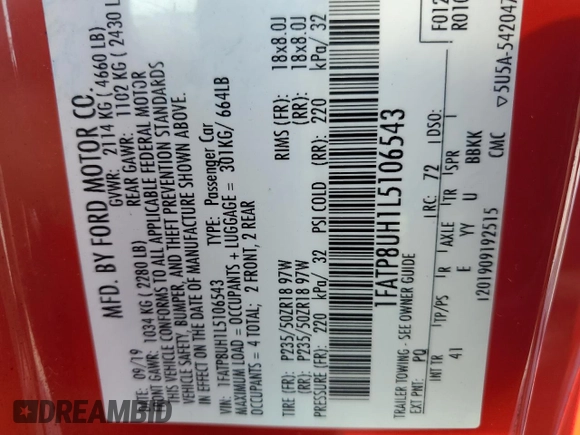 MFD. BY FORD MOTOR CO.
DATE: 09/19
GVWR: 2114 KG ( 4660 LB)
FRONT GAWR: 1034 KG ( 2280 LB)
REAR GAWR: 1102 KG ( 2430 L
THIS VEHICLE CONFORMS TO ALL APPLICABLE FEDERAL MOTOR
VEHICLE SAFETY, BUMPER, AND THEFT PREVENTION STANDARDS
IN EFFECT ON THE DATE OF MANUFACTURE SHOWN ABOVE.
VIN: 1FATP8UH1L5106543
TYPE: Passenger Car
MAXIMUM LOAD = OCCUPANTS + LUGGAGE = 301KG/ 664LB
OCCUPANTS = 4 TOTAL; 2 FRONT, 2 REAR
TIRE (FR): P235/50ZR18 97W
RIMS (FR): 18x8.0J
TIRE (RR): P235/50ZR18 97W
(RR): 18x8.0J
PRESSURE (FR): 220 kPa/ 32 PSI COLD (RR): 220 kPa/ 32
1FATP8UH1L5106543
TRAILER TOWING - SEE OWNER GUIDE
F012
R010
EXT PNT: PQ
RC: 72
DSO:
INT TR TP/PS R AXLE TR SPR
41 E YY U BBKK
1201909192515 CMC ▽5U5A-54204
DREAMBID